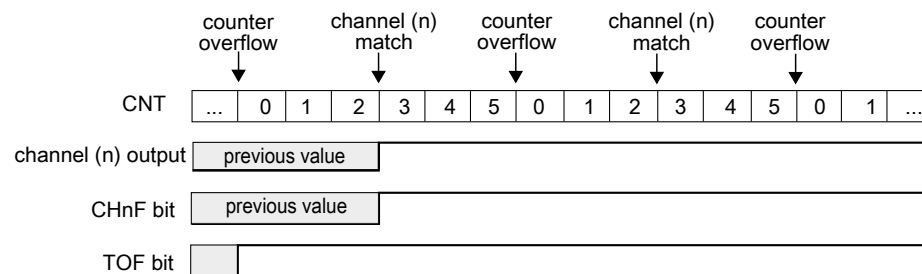 counter overflow
channel (n) match
counter overflow
channel (n) match
counter overflow
CNT ... 0 1 2 3 4 5 0 1 2 3 4 5 0 1 ...
channel (n) output previous value
CHnF bit previous value
TOF bit